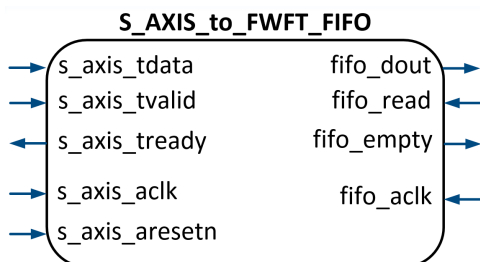 S_AXIS_to_FWFT_FIFO
s_axis_tdata fifo_dout
s_axis_tvalid fifo_read
s_axis_tready fifo_empty
s_axis_aclk fifo_aclk
s_axis_aresetn